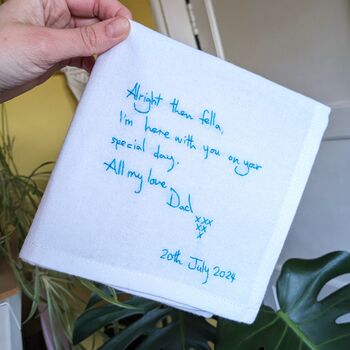 Alright then fella,
I'm here with you on your
special day.
All my love
Dad
xxx
xx
x
20th July 2024